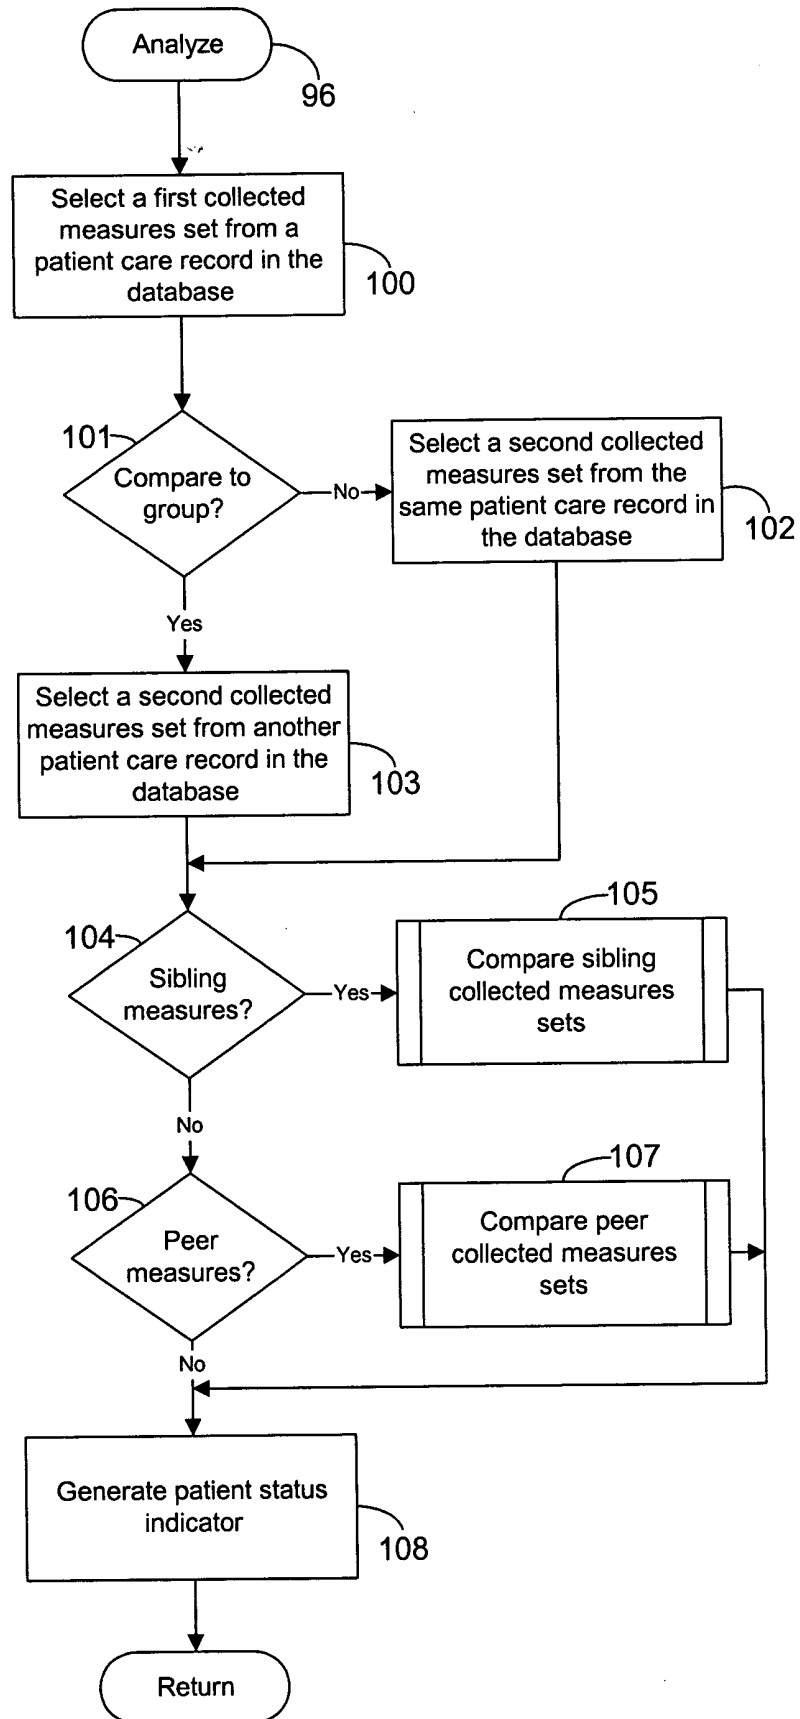 Analyze
96
Select a first collected
measures set from a
patient care record in the
database
100
101
Compare to
group?
No
Select a second collected
measures set from the
same patient care record in
the database
102
Yes
Select a second collected
measures set from another
patient care record in the
database
103
104
Sibling
measures?
Yes
105
Compare sibling
collected measures
sets
No
106
Peer
measures?
Yes
107
Compare peer
collected measures
sets
No
Generate patient status
indicator
108
Return